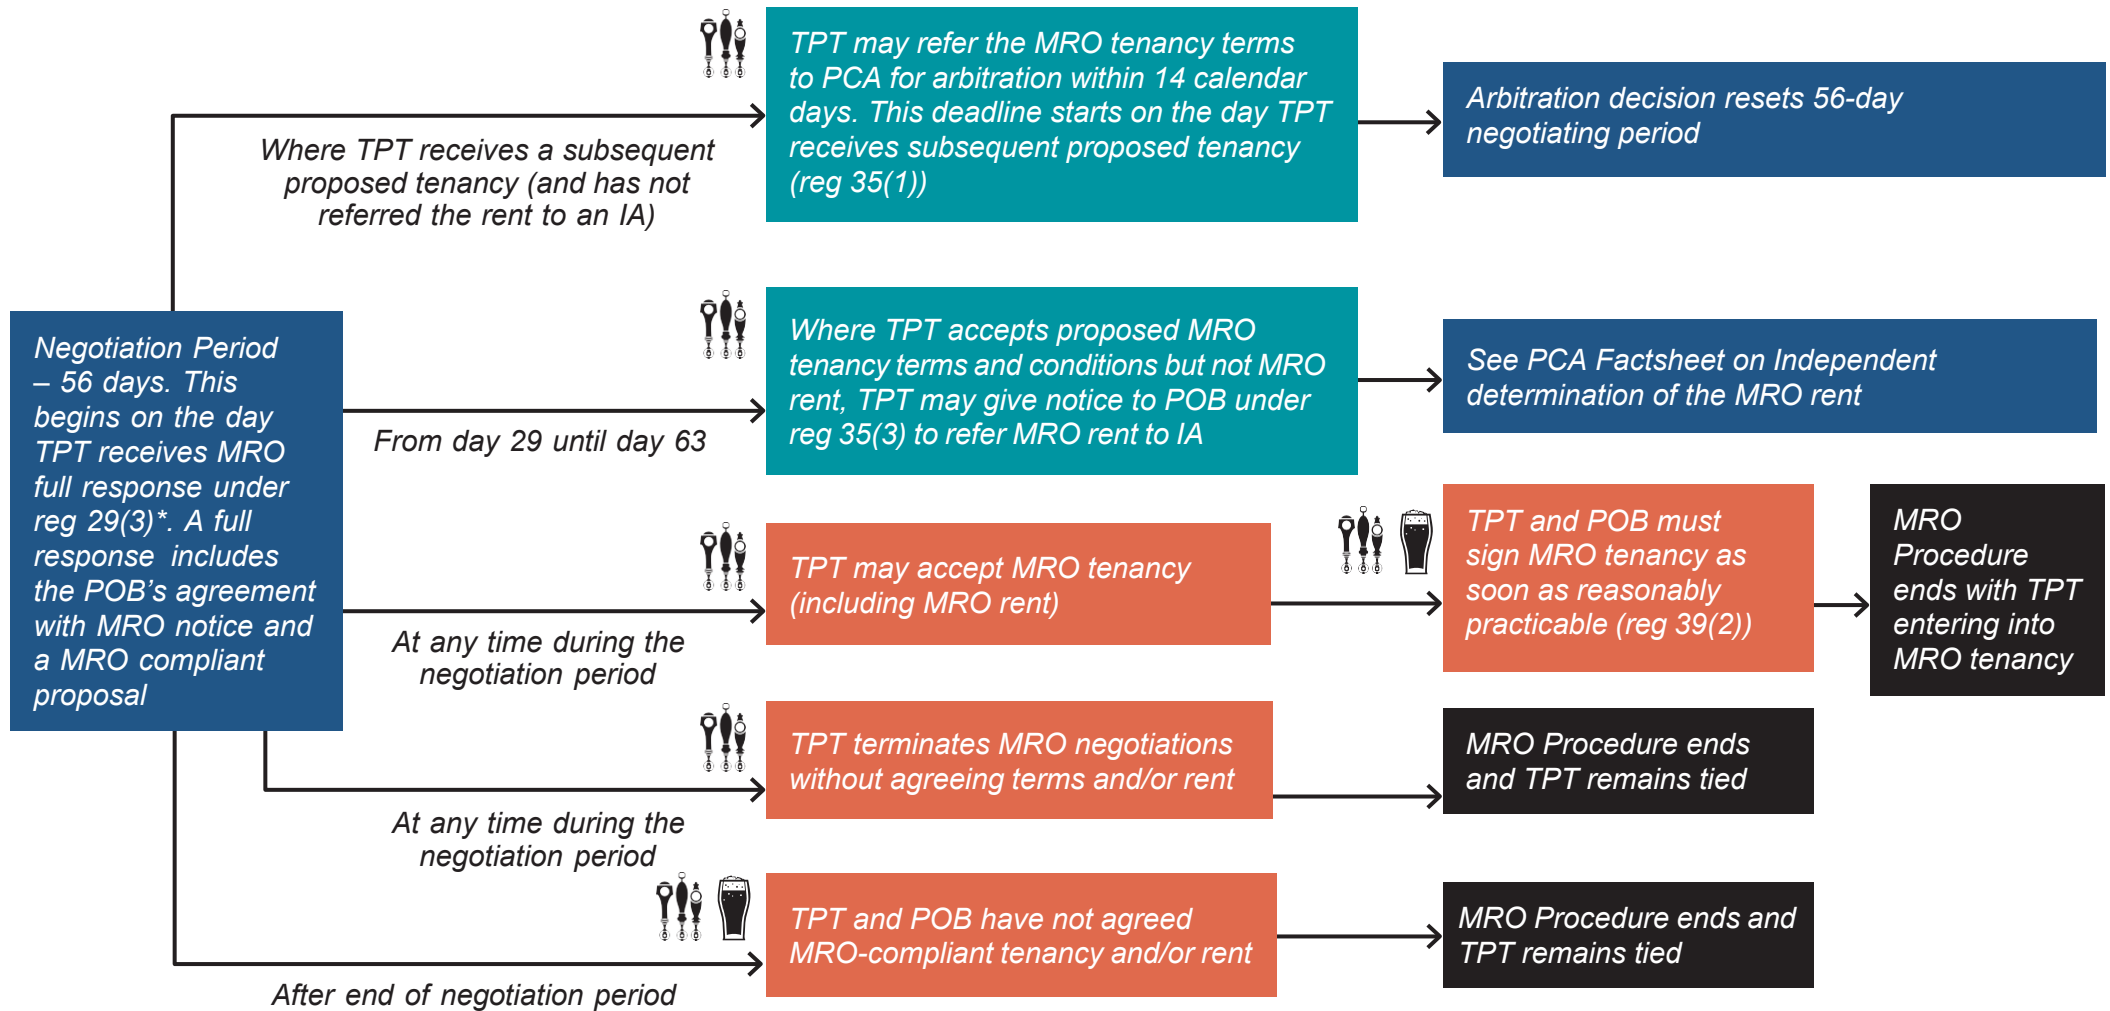 Negotiation Period
– 56 days. This
begins on the day
TPT receives MRO
full response under
reg 29(3)*. A full
response includes
the POB's agreement
with MRO notice and
a MRO compliant
proposal
Where TPT receives a subsequent
proposed tenancy (and has not
referred the rent to an IA)
TPT may refer the MRO tenancy terms
to PCA for arbitration within 14 calendar
days. This deadline starts on the day TPT
receives subsequent proposed tenancy
(reg 35(1))
Arbitration decision resets 56-day
negotiating period
From day 29 until day 63
Where TPT accepts proposed MRO
tenancy terms and conditions but not MRO
rent, TPT may give notice to POB under
reg 35(3) to refer MRO rent to IA
See PCA Factsheet on Independent
determination of the MRO rent
At any time during the
negotiation period
TPT may accept MRO tenancy
(including MRO rent)
TPT and POB must
sign MRO tenancy as
soon as reasonably
practicable (reg 39(2))
MRO
Procedure
ends with TPT
entering into
MRO tenancy
At any time during the
negotiation period
TPT terminates MRO negotiations
without agreeing terms and/or rent
MRO Procedure ends
and TPT remains tied
After end of negotiation period
TPT and POB have not agreed
MRO-compliant tenancy and/or rent
MRO Procedure ends and
TPT remains tied